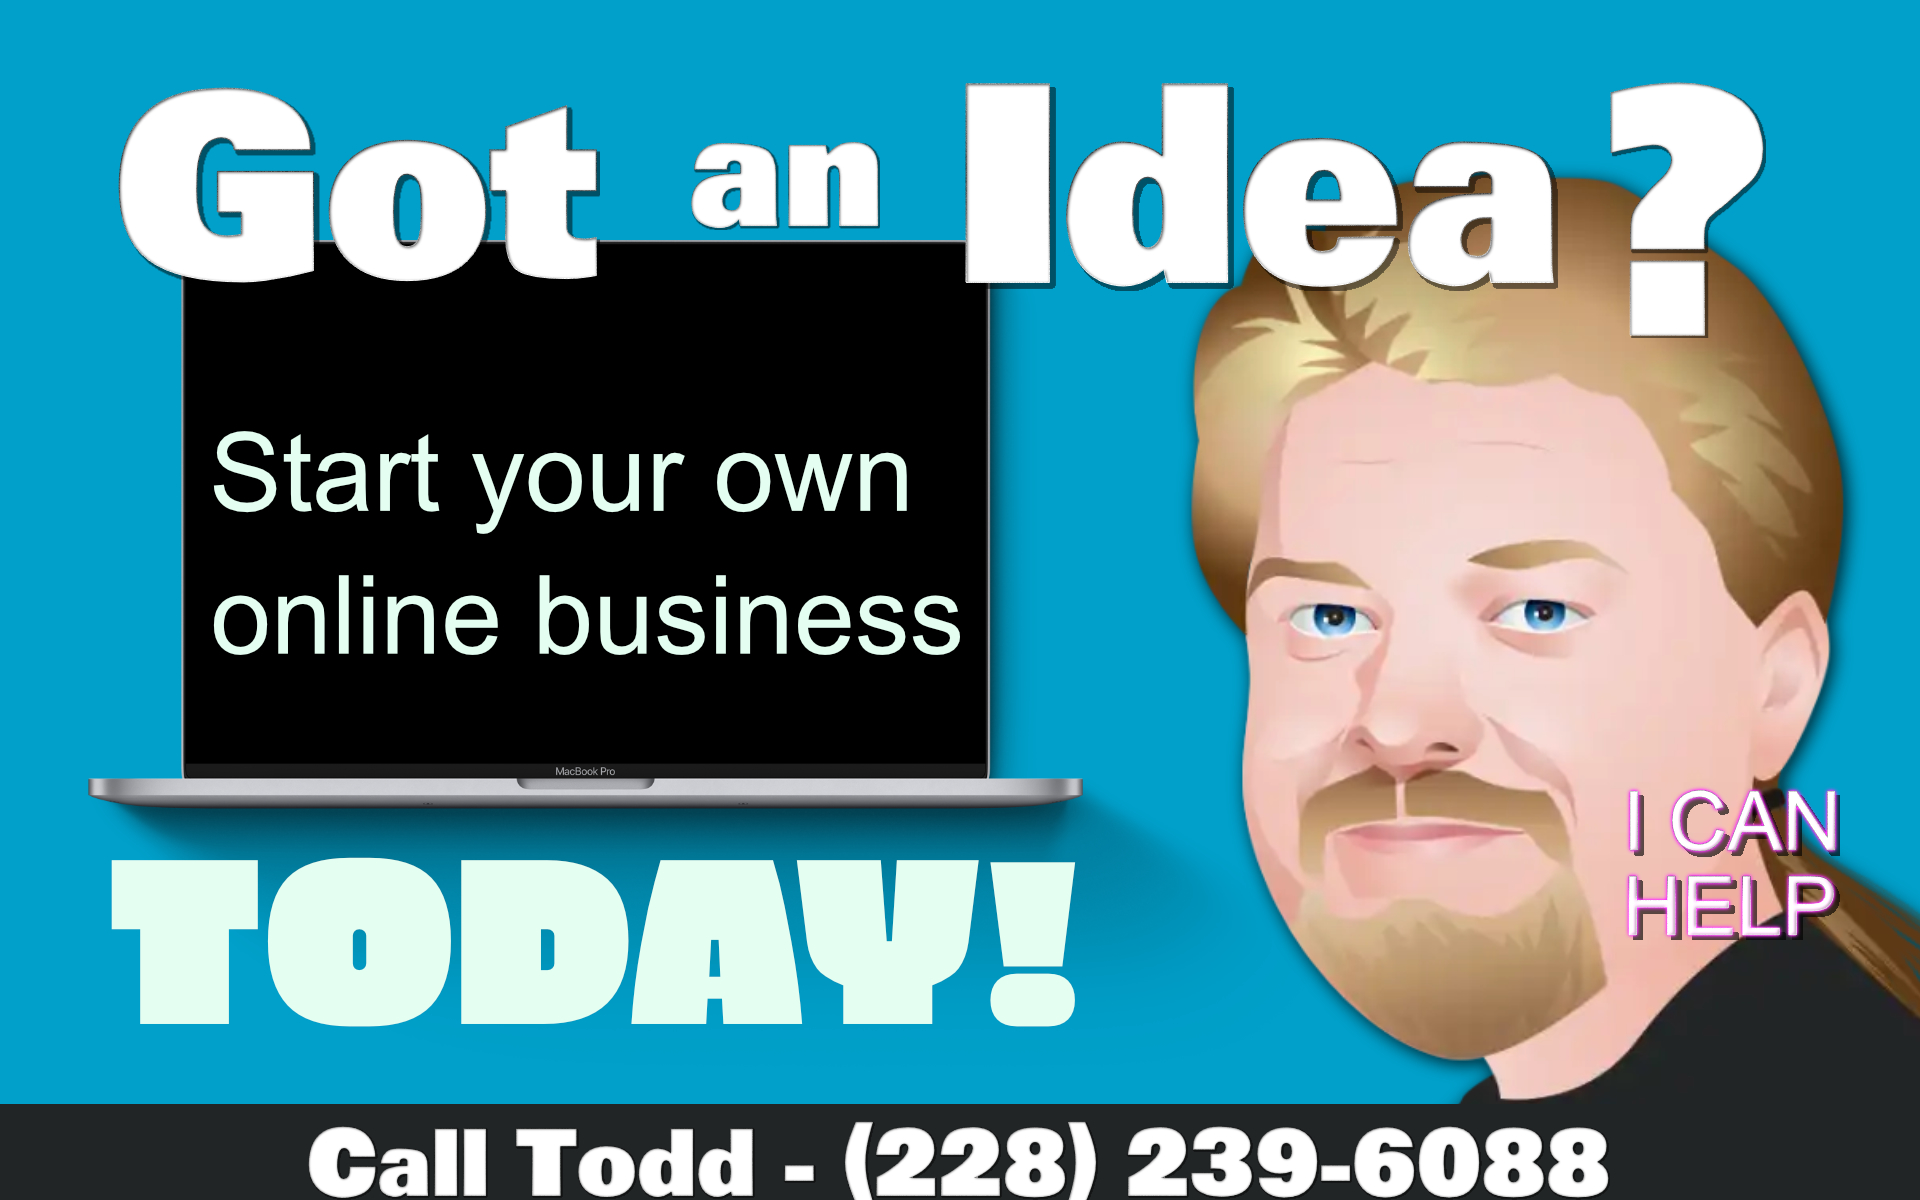 Got an Idea?
Start your own
online business
MacBook Pro
TODAY!
I CAN
HELP
Call Todd - (228) 239-6088